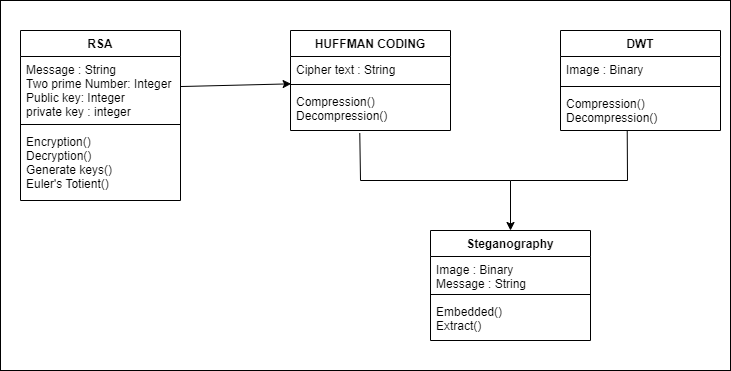 RSA
Message : String
Two prime Number: Integer
Public key: Integer
private key : integer
Encryption()
Decryption()
Generate keys()
Euler's Totient()
HUFFMAN CODING
Cipher text : String
Compression()
Decompression()
DWT
Image : Binary
Compression()
Decompression()
Steganography
Image : Binary
Message : String
Embedded()
Extract()